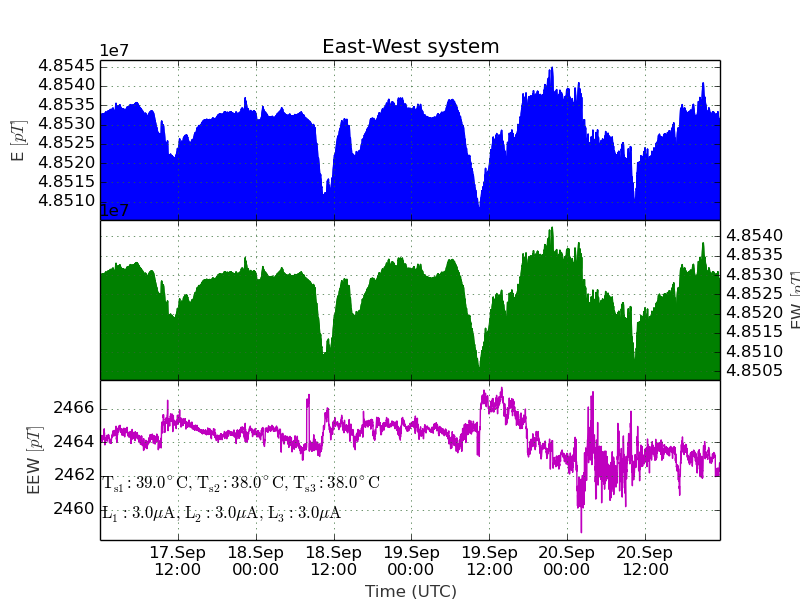 East-West system
1e7
4.8545
4.8540
4.8535
4.8530
4.8525
4.8520
4.8515
4.8510
E [pT]
1e7
4.8540
4.8535
4.8530
4.8525
4.8520
4.8515
4.8510
4.8505
EW [pT]
2466
2464
2462
2460
EEW [pT]
T_s1 : 39.0°C, T_s2 : 38.0°C, T_s3 : 38.0°C
L_1 : 3.0μA, L_2 : 3.0μA, L_3 : 3.0μA
17.Sep 18.Sep 18.Sep 19.Sep 19.Sep 20.Sep 20.Sep
12:00 00:00 12:00 00:00 12:00 00:00 12:00
Time (UTC)